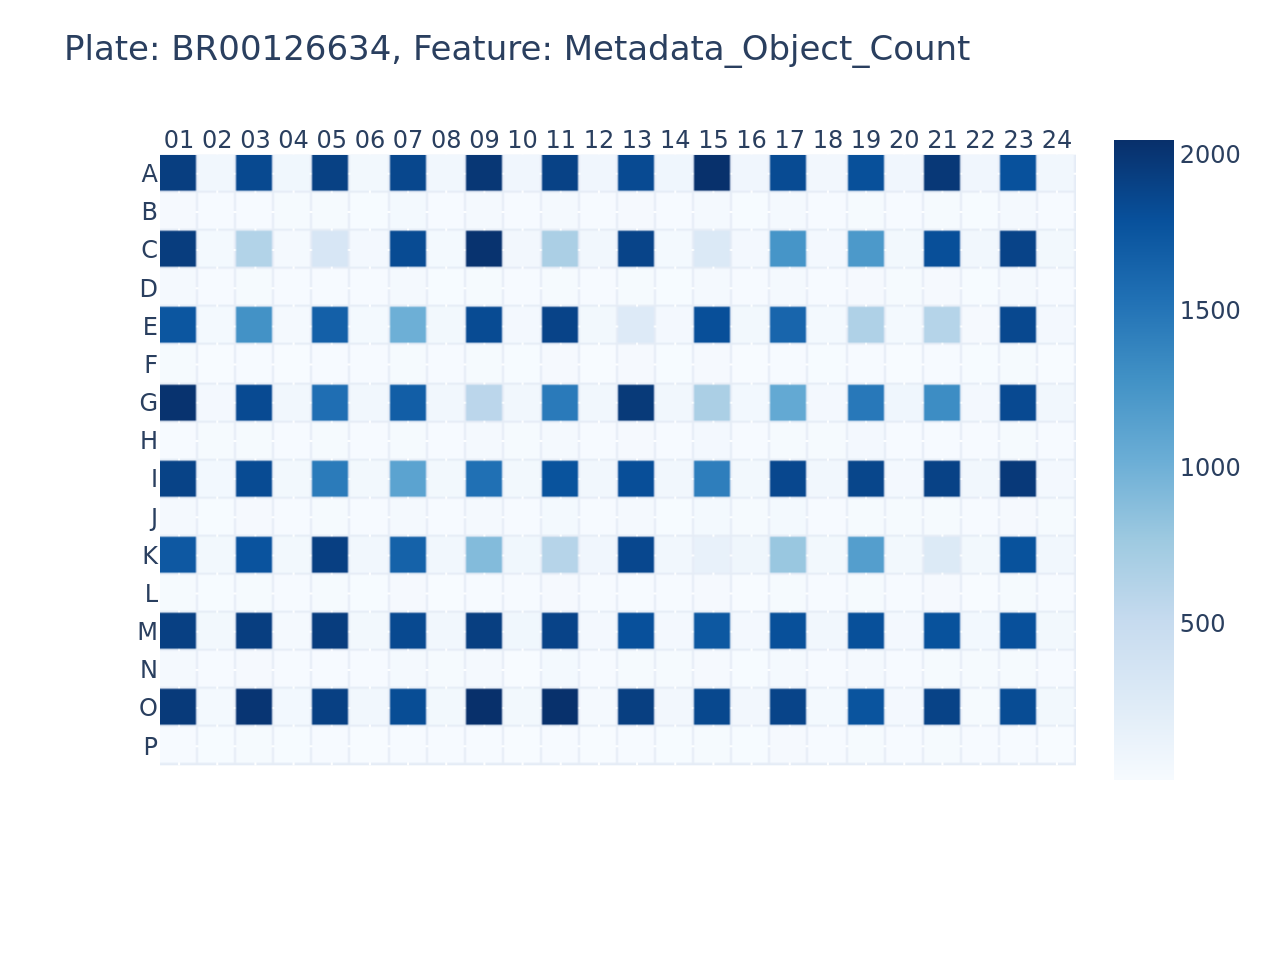 Plate: BR00126634, Feature: Metadada_Object_Count
01 02 03 04 05 06 07 08 09 10 11 12 13 14 15 16 17 18 19 20 21 22 23 24
A
B
C
D
E
F
G
H
I
J
K
L
M
N
O
P
2000
1500
1000
500